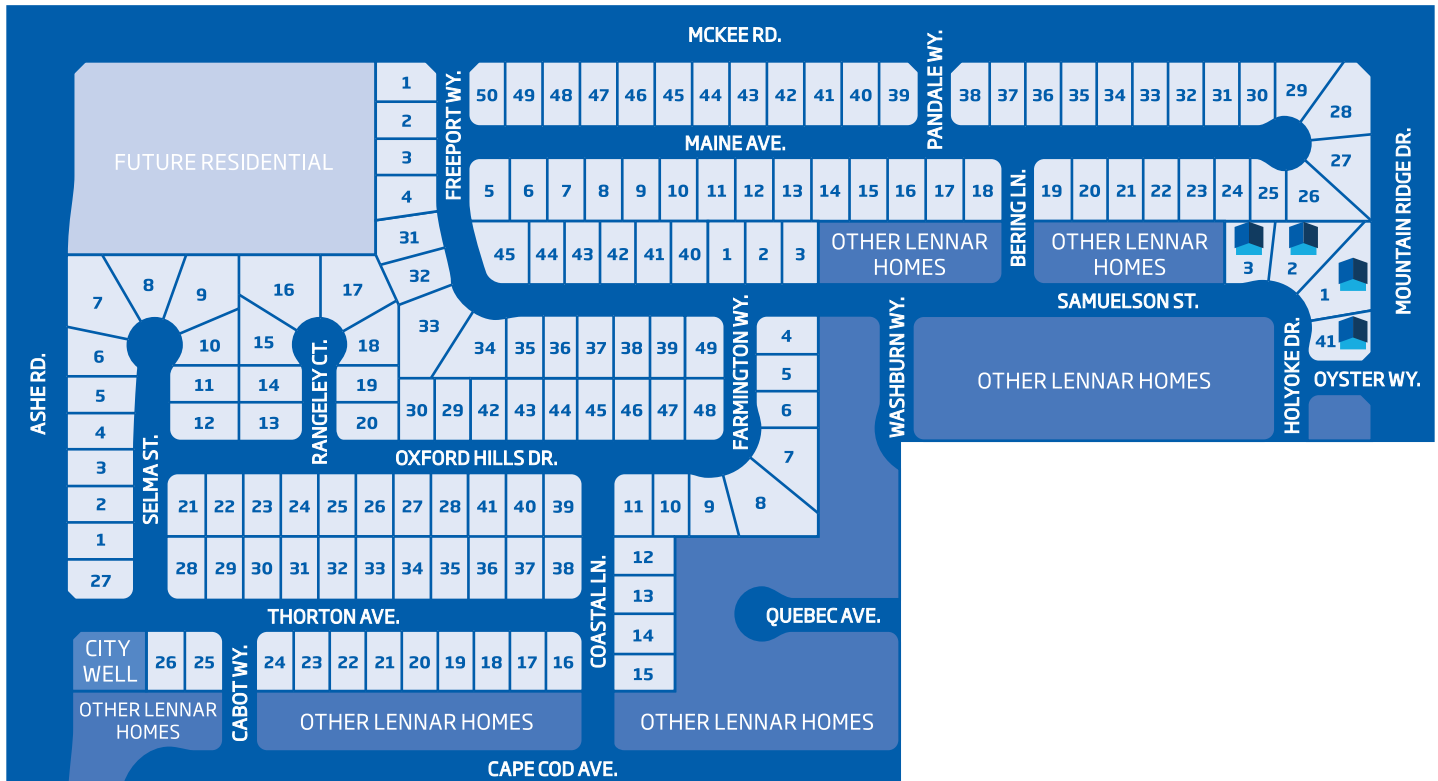 MCKEE RD.
1
2
3
4
31
32
33
FREEPORT WY.
50 49 48 47 46 45 44 43 42 41 40 39
PANDALE WY.
38 37 36 35 34 33 32 31 30 29 28
27
26
FUTURE RESIDENTIAL
MAINE AVE.
MOUNTAIN RIDGE DR.
5 6 7 8 9 10 11 12 13 14 15 16 17 18
BERING LN.
19 20 21 22 23 24 25
45 44 43 42 41 40 1 2 3
OTHER LENNAR
HOMES
OTHER LENNAR
HOMES
3 2 1
41
SAMUELSON ST.
7 8 9 16 17
6 10 15 18
5 11 14 19
4 12 13 20
3
2
1
27
ASHE RD.
SELMA ST.
RANGELEY CT.
34 35 36 37 38 39 49
30 29 42 43 44 45 46 47 48
FARMINGTON WY.
4
5
6
7
8
WASHBURN WY.
OTHER LENNAR HOMES
HOLYOKE DR.
OYSTER WY.
OXFORD HILLS DR.
21 22 23 24 25 26 27 28 41 40 39
28 29 30 31 32 33 34 35 36 37 38
11 10 9
12
13
14
15
COASTAL LN.
THORTON AVE.
QUEBEC AVE.
CITY
WELL
26 25
CABOT WY.
24 23 22 21 20 19 18 17 16
OTHER LENNAR
HOMES
OTHER LENNAR HOMES
OTHER LENNAR HOMES
CAPE COD AVE.